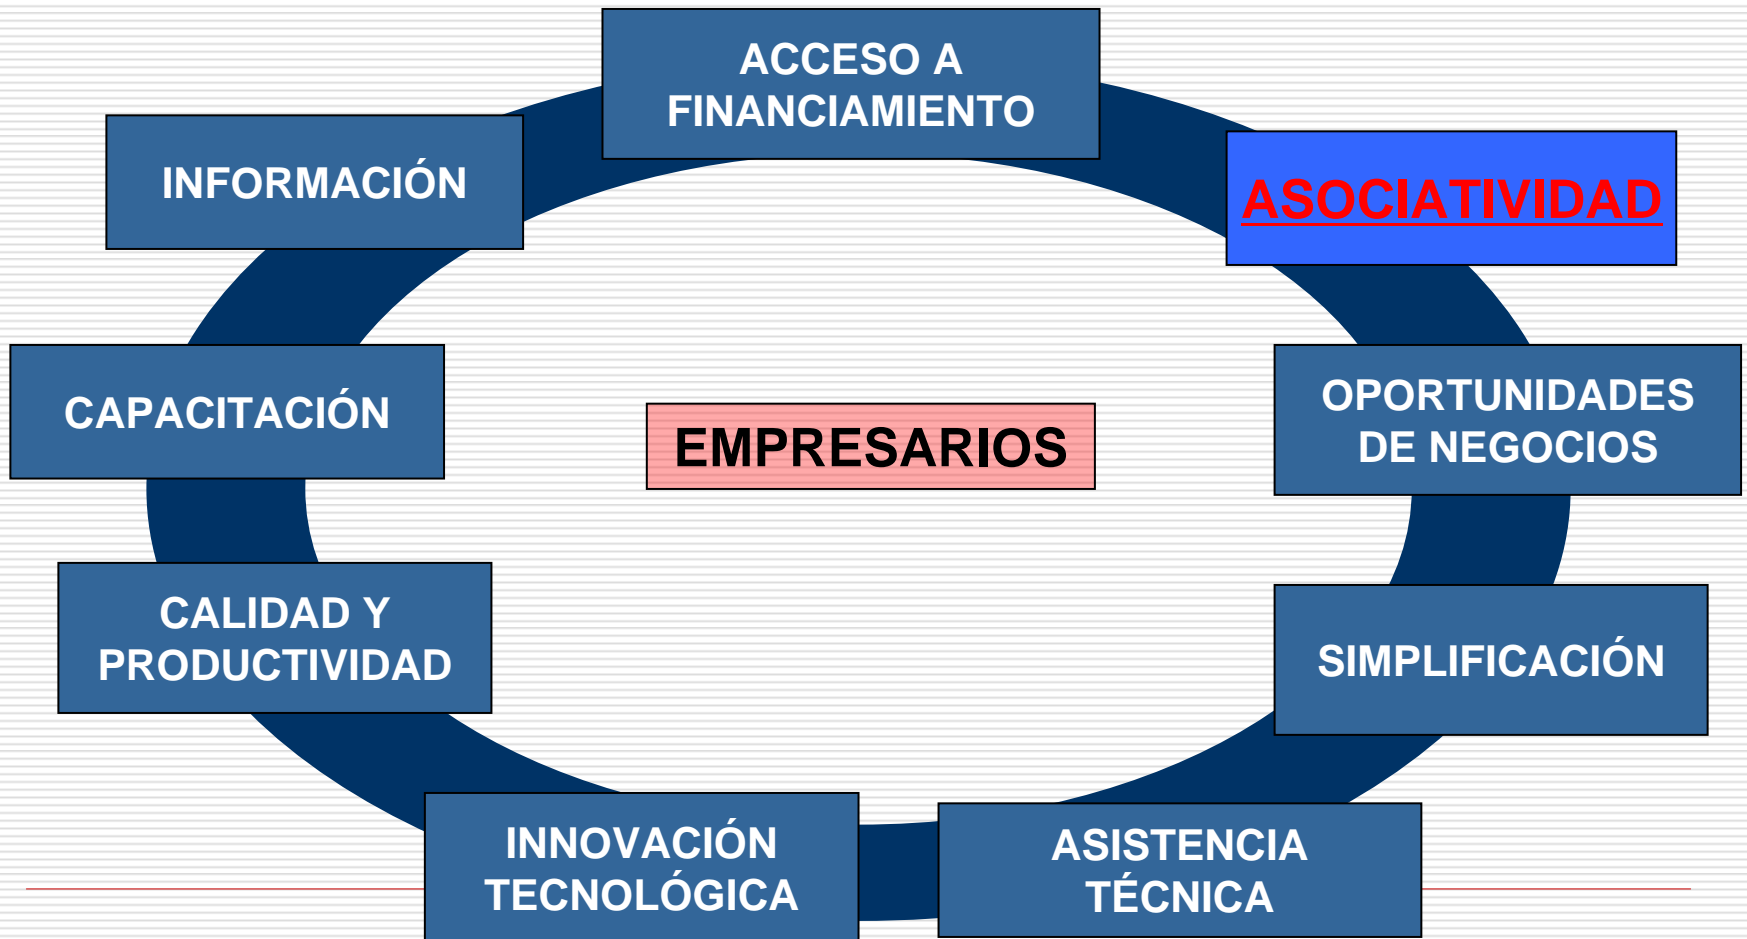 ACCESO A
FINANCIAMIENTO
INFORMACIÓN
ASOCIATIVIDAD
CAPACITACIÓN
EMPRESARIOS
OPORTUNIDADES
DE NEGOCIOS
CALIDAD Y
PRODUCTIVIDAD
SIMPLIFICACIÓN
INNOVACIÓN
TECNOLÓGICA
ASISTENCIA
TÉCNICA